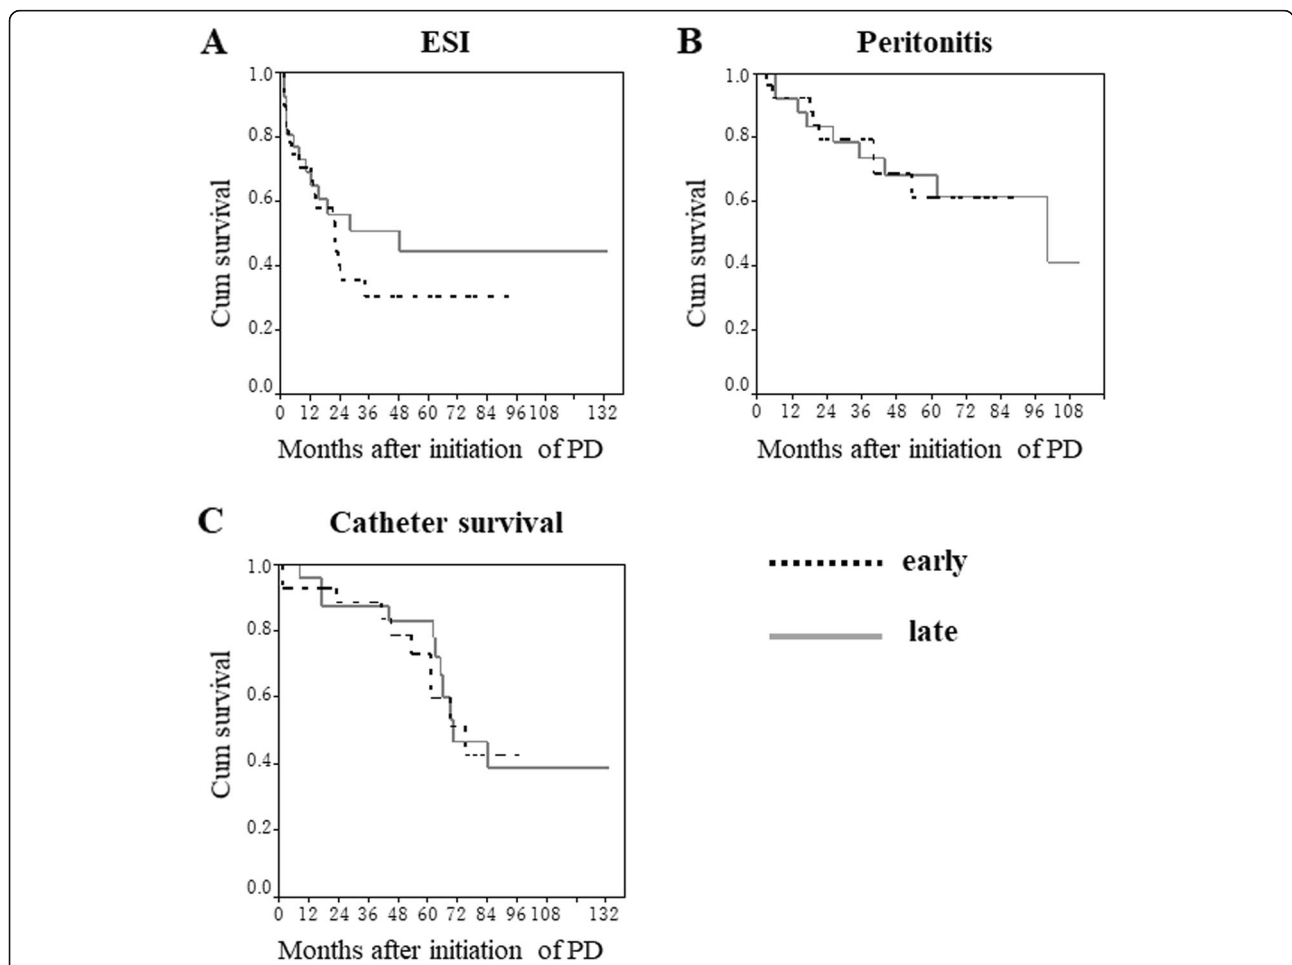 A ESI
1.0
0.8
0.6
0.4
0.2
0.0
Cum survival
0 12 24 36 48 60 72 84 96 108 132
Months after initiation of PD
B Peritonitis
1.0
0.8
0.6
0.4
0.2
0.0
Cum survival
0 12 24 36 48 60 72 84 96 108
Months after initiation of PD
C Catheter survival
1.0
0.8
0.6
0.4
0.2
0.0
Cum survival
0 12 24 36 48 60 72 84 96 108 132
Months after initiation of PD
early
late